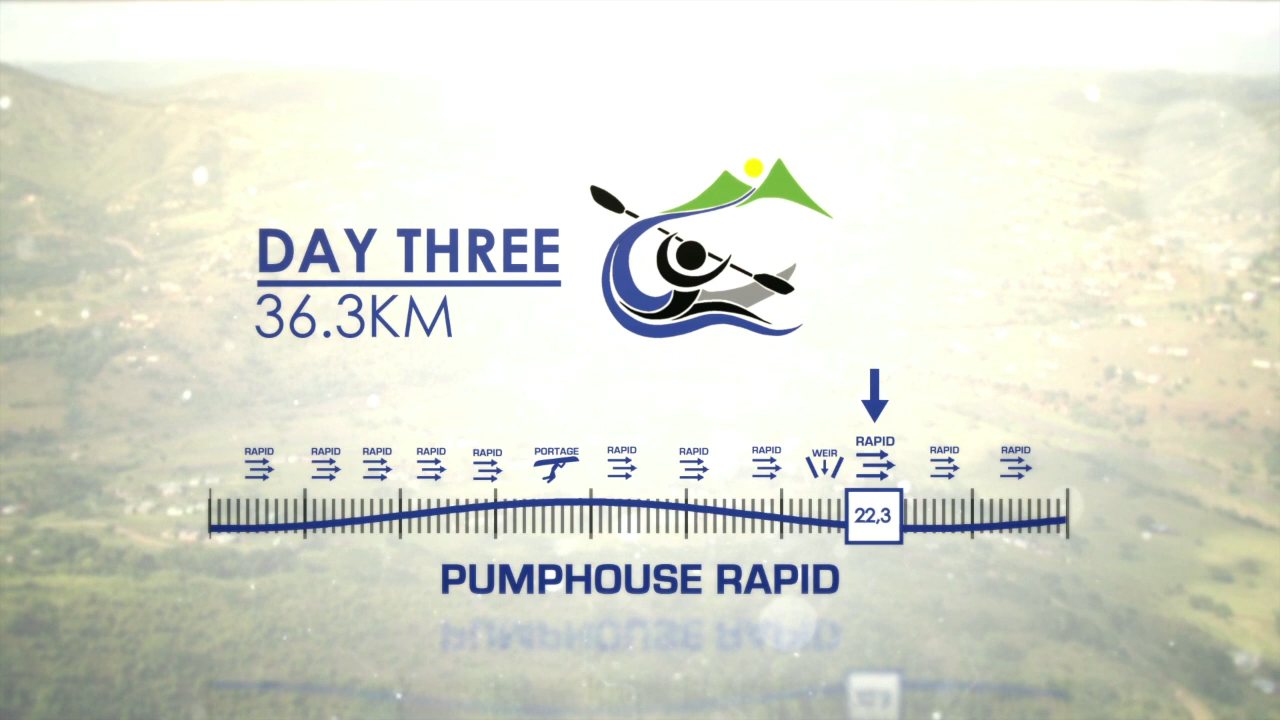 DAY THREE
36.3KM
RAPID RAPID RAPID RAPID RAPID PORTAGE RAPID RAPID RAPID WEIR RAPID RAPID RAPID
22,3
PUMPHOUSE RAPID